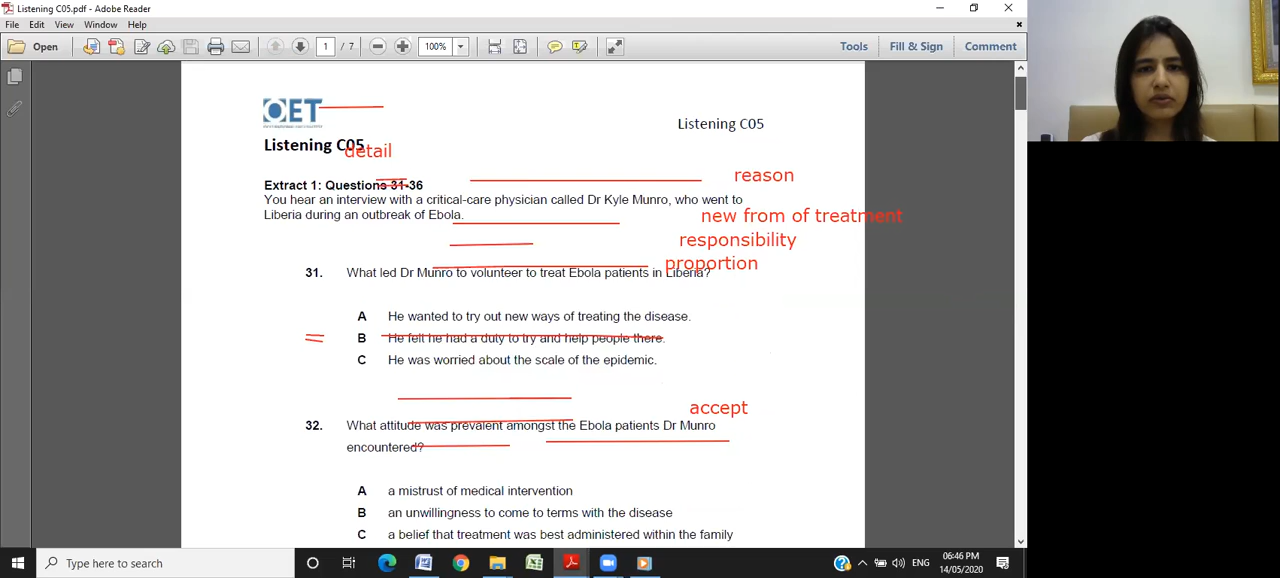 Listening C05.pdf - Adobe Reader
File Edit View Window Help
Open 1 / 7 100% Tools Fill & Sign Comment
OET
Listening C05
Listening C05
detail
Extract 1: Questions 31-36
reason
You hear an interview with a critical-care physician called Dr Kyle Munro, who went to
Liberia during an outbreak of Ebola.
new from of treatment
responsibility
proportion
31. What led Dr Munro to volunteer to treat Ebola patients in Liberia?
A He wanted to try out new ways of treating the disease.
B He felt he had a duty to try and help people there.
C He was worried about the scale of the epidemic.
accept
32. What attitude was prevalent amongst the Ebola patients Dr Munro
encountered?
A a mistrust of medical intervention
B an unwillingness to come to terms with the disease
C a belief that treatment was best administered within the family
Type here to search
ENG
06:46 PM
14/05/2020